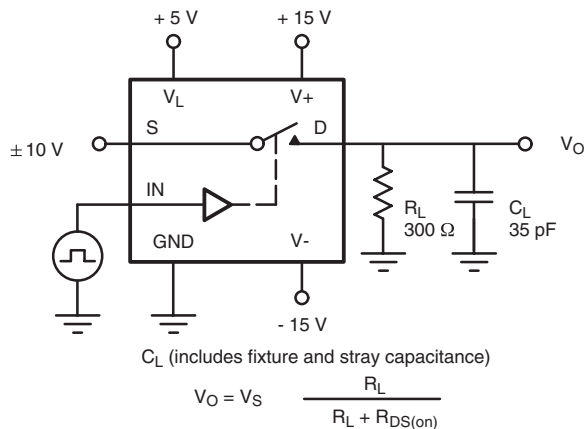 + 5 V
+ 15 V
V_L
V+
S
D
± 10 V
V_O
IN
R_L
300 Ω
C_L
35 pF
GND
V-
- 15 V
C_L (includes fixture and stray capacitance)
V_O = V_S R_L
R_L + R_DS(on)